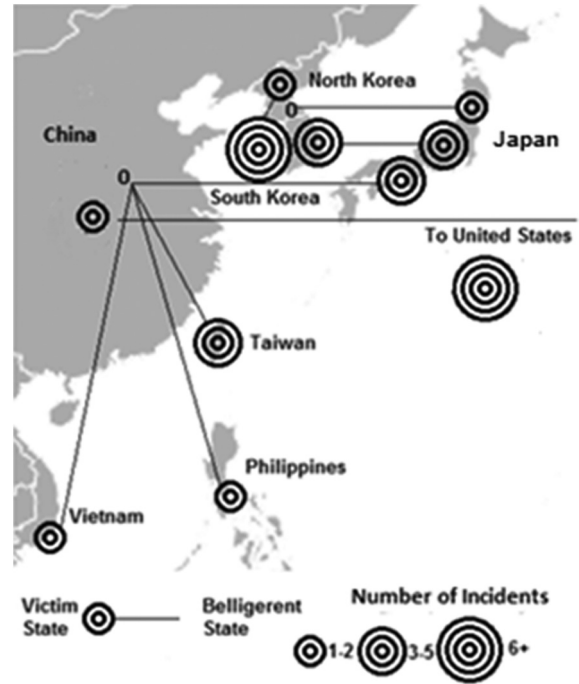 North Korea
0
China
Japan
0
South Korea
To United States
Taiwan
Philippines
Vietnam
Victim State
Belligerent State
Number of Incidents
1-2
3-5
6+